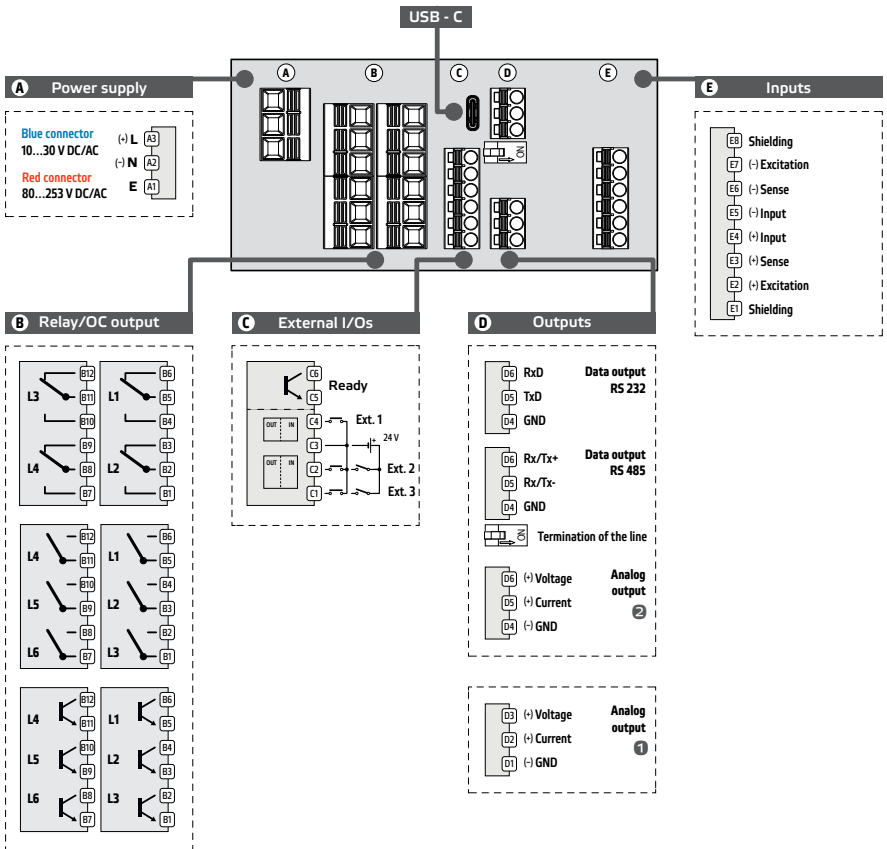 USB - C
A B C D E
ON
A Power supply
Blue connector
10...30 V DC/AC
Red connector
80...253 V DC/AC
(+) L A3
(-) N A2
E A1
E Inputs
E8 Shielding
E7 (-) Excitation
E6 (-) Sense
E5 (-) Input
E4 (+) Input
E3 (+) Sense
E2 (+) Excitation
E1 Shielding
B Relay/OC output
L3 B12 B11 B10
L1 B6 B5 B4
L4 B9 B8 B7
L2 B3 B2 B1
L4 B12 B11
L1 B6 B5
L5 B10 B9
L2 B4 B3
L6 B8 B7
L3 B2 B1
L4 B12 B11
L1 B6 B5
L5 B10 B9
L2 B4 B3
L6 B8 B7
L3 B2 B1
C External I/Os
C6
C5
Ready
OUT IN
C4 Ext. 1
C3 + 24 V
OUT IN
C2 Ext. 2
C1 Ext. 3
D Outputs
D6 RxD
D5 TxD
D4 GND
Data output
RS 232
D6 Rx/Tx+
D5 Rx/Tx-
D4 GND
Data output
RS 485
ON Termination of the line
D6 (+) Voltage
D5 (+) Current
D4 (-) GND
Analog
output
2
D3 (+) Voltage
D2 (+) Current
D1 (-) GND
Analog
output
1